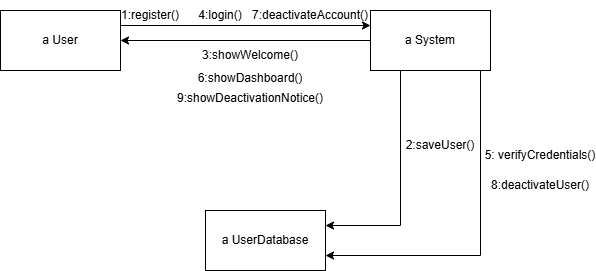 1:register() 4:login() 7:deactivateAccount()
a User
a System
3:showWelcome()
6:showDashboard()
9:showDeactivationNotice()
2:saveUser()
5: verifyCredentials()
8:deactivateUser()
a UserDatabase